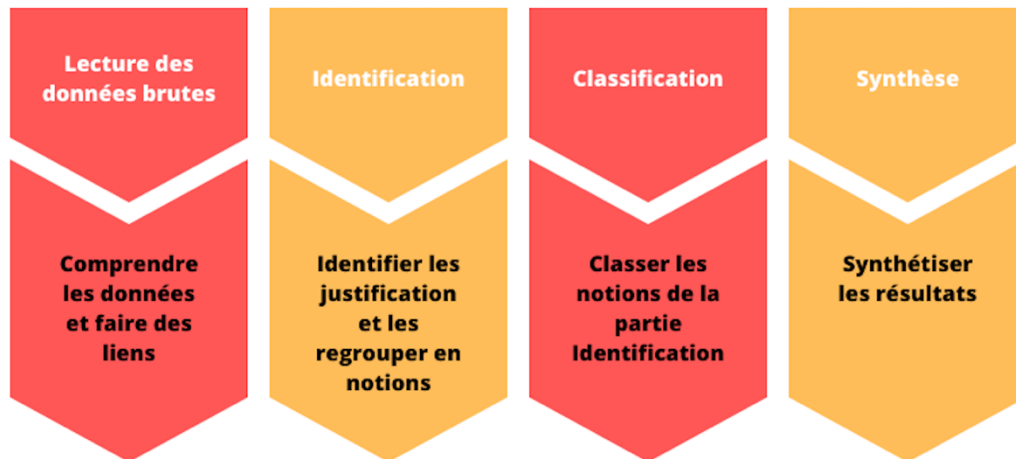 Lecture des
données brutes
Identification
Classification
Synthèse
Comprendre
les données
et faire des
liens
Identifier les
justification
et les
regrouper en
notions
Classer les
notions de la
partie
Identification
Synthétiser
les résultats